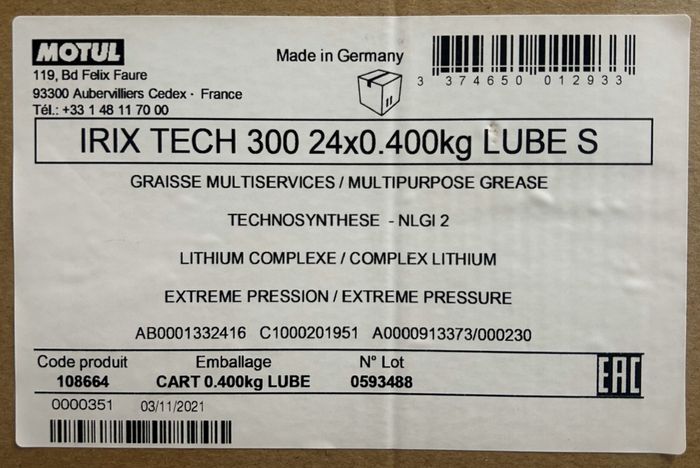 MOTUL
119, Bd Felix Faure
93300 Aubervilliers Cedex · France
Tél.: +33 1 48 11 70 00
Made in Germany
3 374650 012933
IRIX TECH 300 24x0.400kg LUBE S
GRAISSE MULTISERVICES / MULTIPURPOSE GREASE
TECHNOSYNTHESE - NLGI 2
LITHIUM COMPLEXE / COMPLEX LITHIUM
EXTREME PRESSION / EXTREME PRESSURE
AB0001332416 C1000201951 A0000913373/000230
Code produit Emballage N° Lot
108664 CART 0.400kg LUBE 0593488
EAC
0000351 03/11/2021